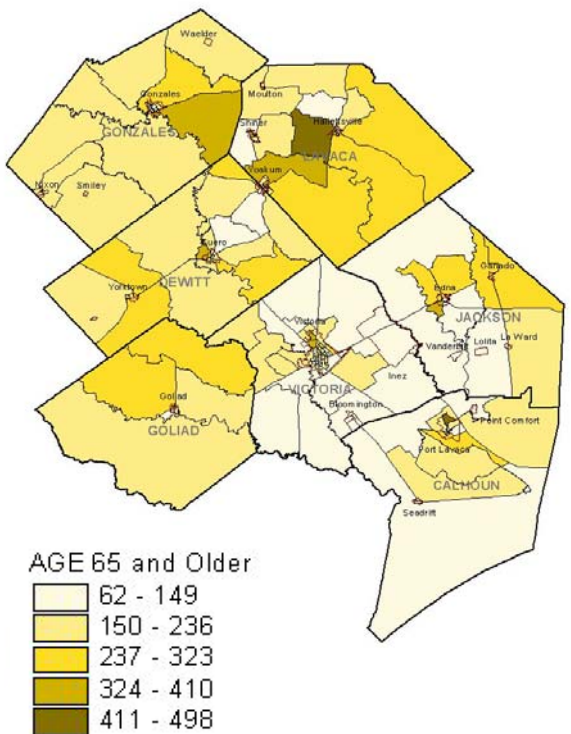 Waelder
Gonzales
GONZALES
Moulton
Shiner
Hallettsville
LAVACA
Yoakum
Nixon
Smiley
Cuero
Yorktown
DEWITT
Ganado
Edna
JACKSON
Victoria
Vanderbilt
Lolita
La Ward
VICTORIA
Inez
Goliad
GOLIAD
Bloomington
Point Comfort
Port Lavaca
CALHOUN
Seadrift
AGE 65 and Older
62 - 149
150 - 236
237 - 323
324 - 410
411 - 498